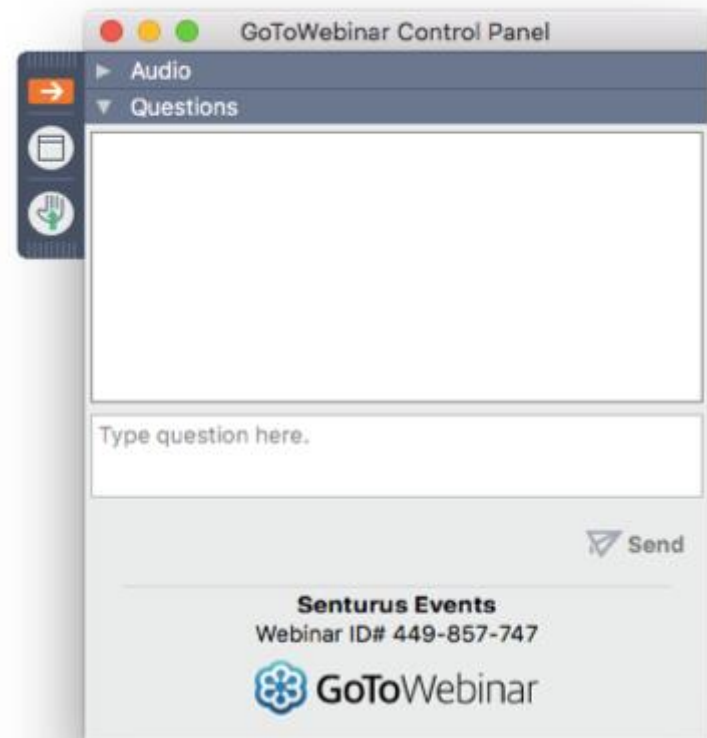 GoToWebinar Control Panel
Audio
Questions
Type question here.
Send
Senturus Events
Webinar ID# 449-857-747
GoToWebinar